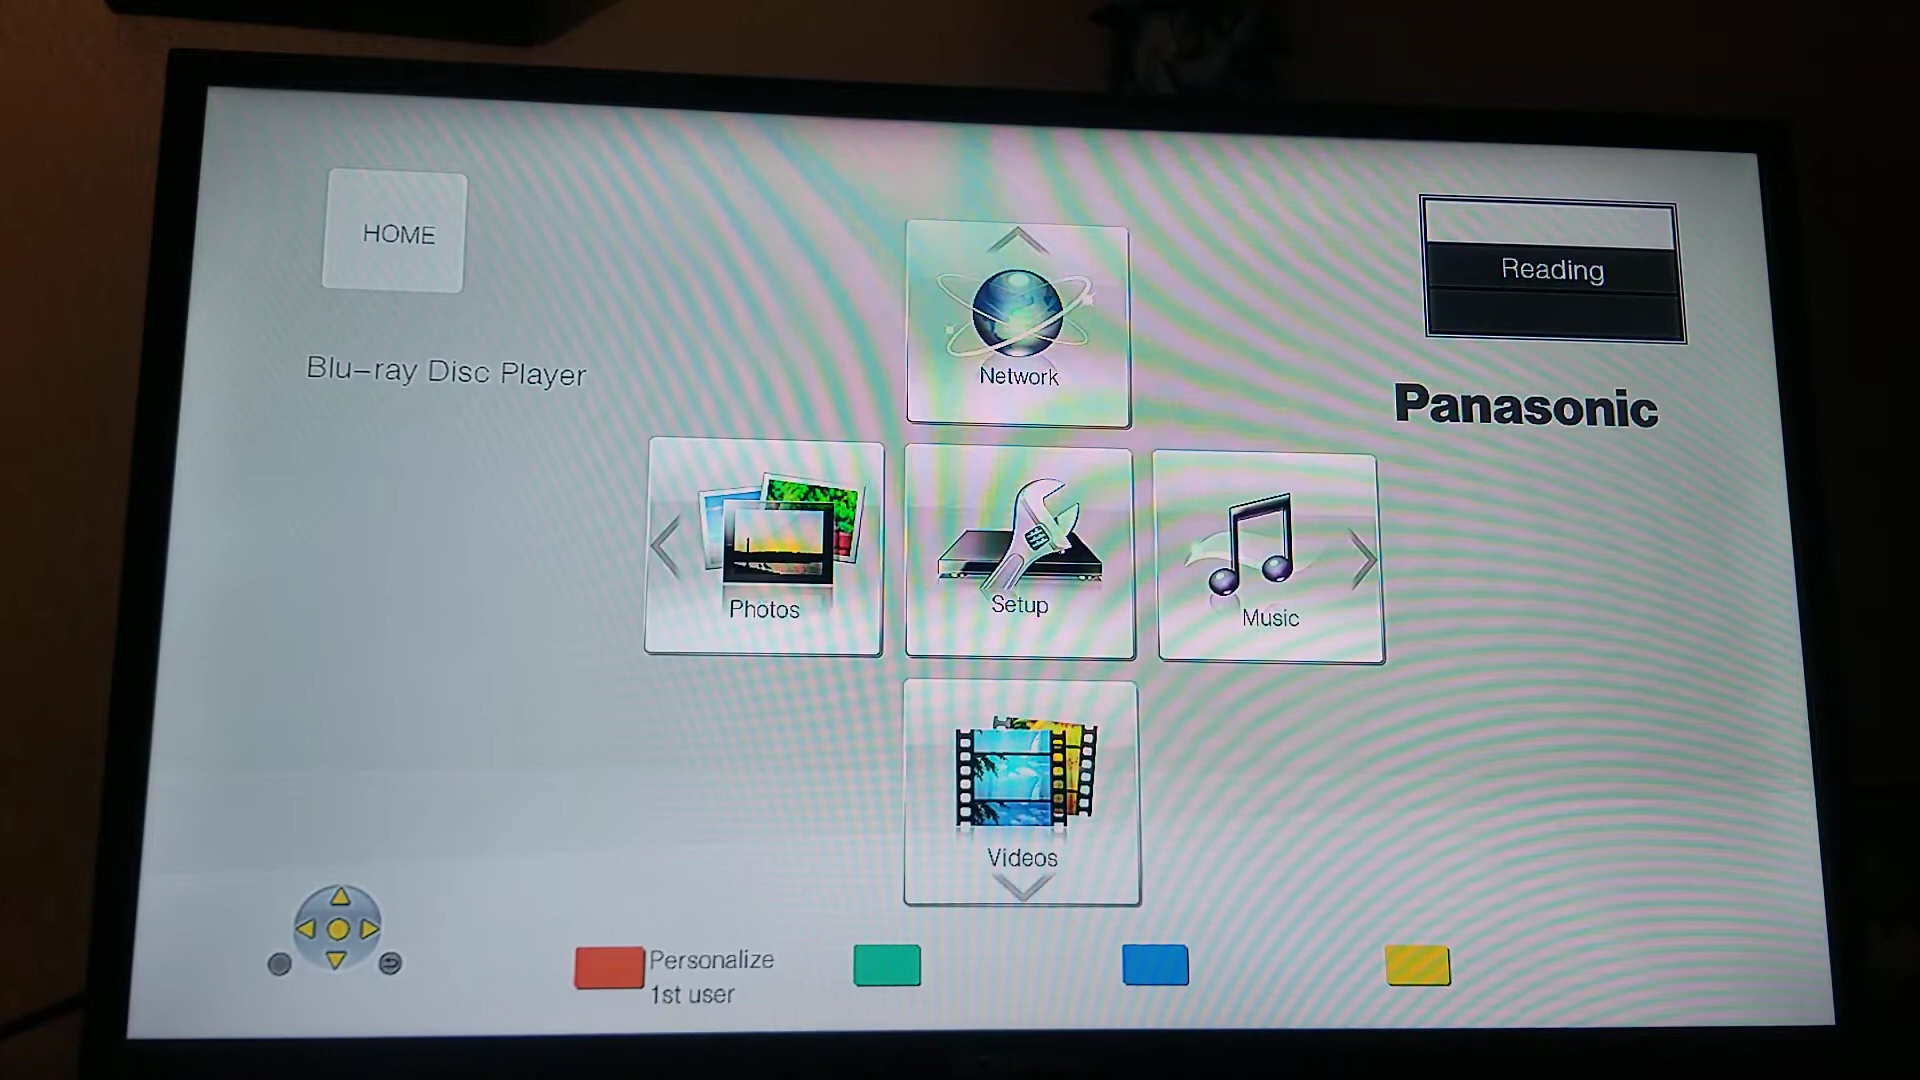 HOME
Blu-ray Disc Player
Network
Reading
Panasonic
Photos
Setup
Music
Videos
Personalize
1st user